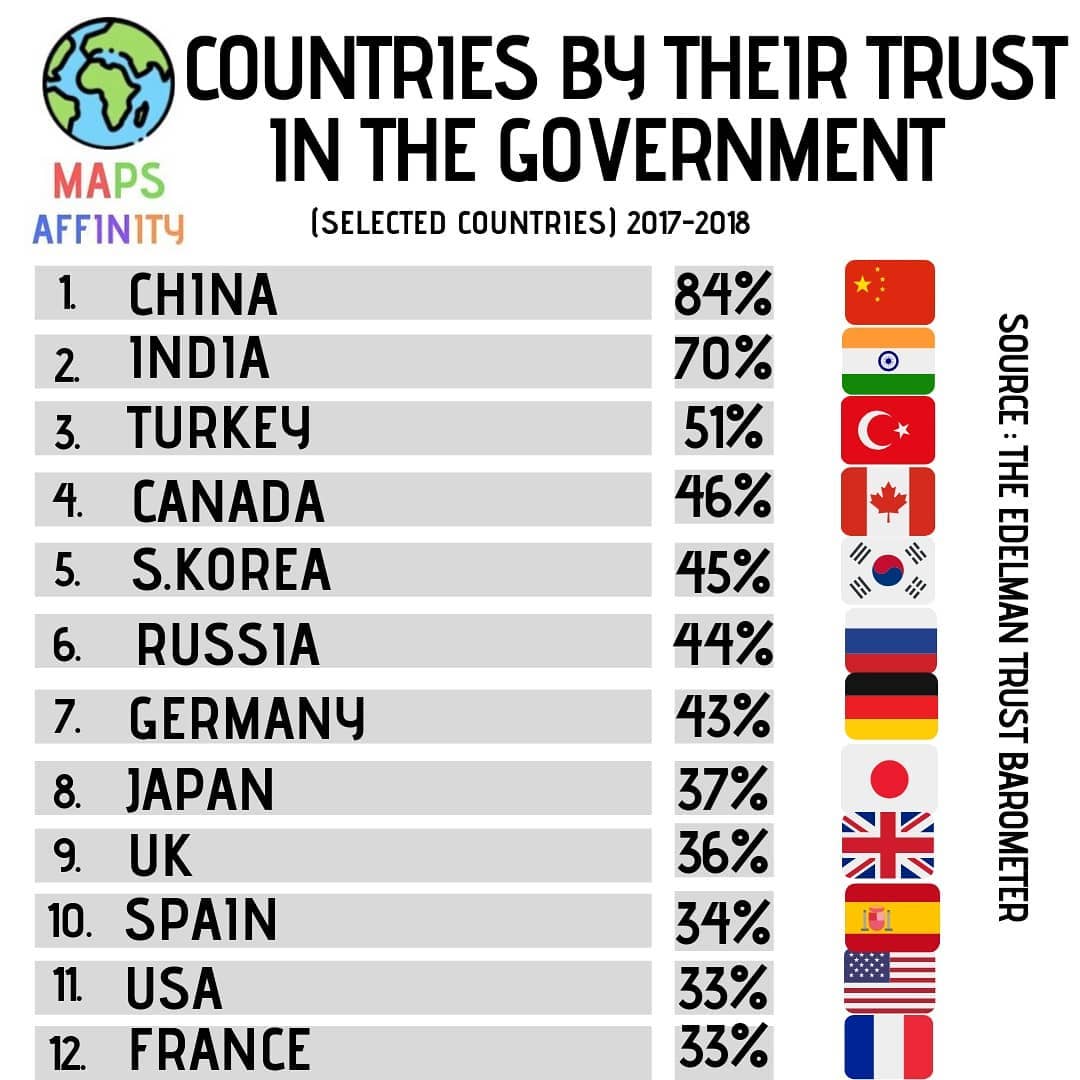 COUNTRIES BY THEIR TRUST
IN THE GOVERNMENT
MAPS
AFFINITY
(SELECTED COUNTRIES) 2017-2018
1. CHINA 84%
2. INDIA 70%
3. TURKEY 51%
4. CANADA 46%
5. S.KOREA 45%
6. RUSSIA 44%
7. GERMANY 43%
8. JAPAN 37%
9. UK 36%
10. SPAIN 34%
11. USA 33%
12. FRANCE 33%
SOURCE : THE EDELMAN TRUST BAROMETER